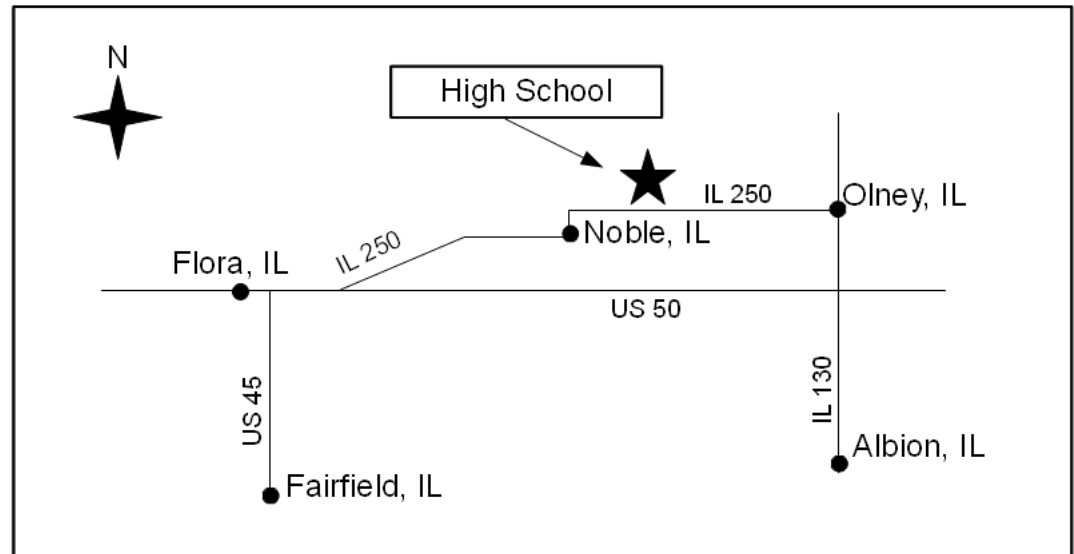 N
High School
IL 250
Olney, IL
Noble, IL
IL 250
Flora, IL
US 50
US 45
IL 130
Albion, IL
Fairfield, IL